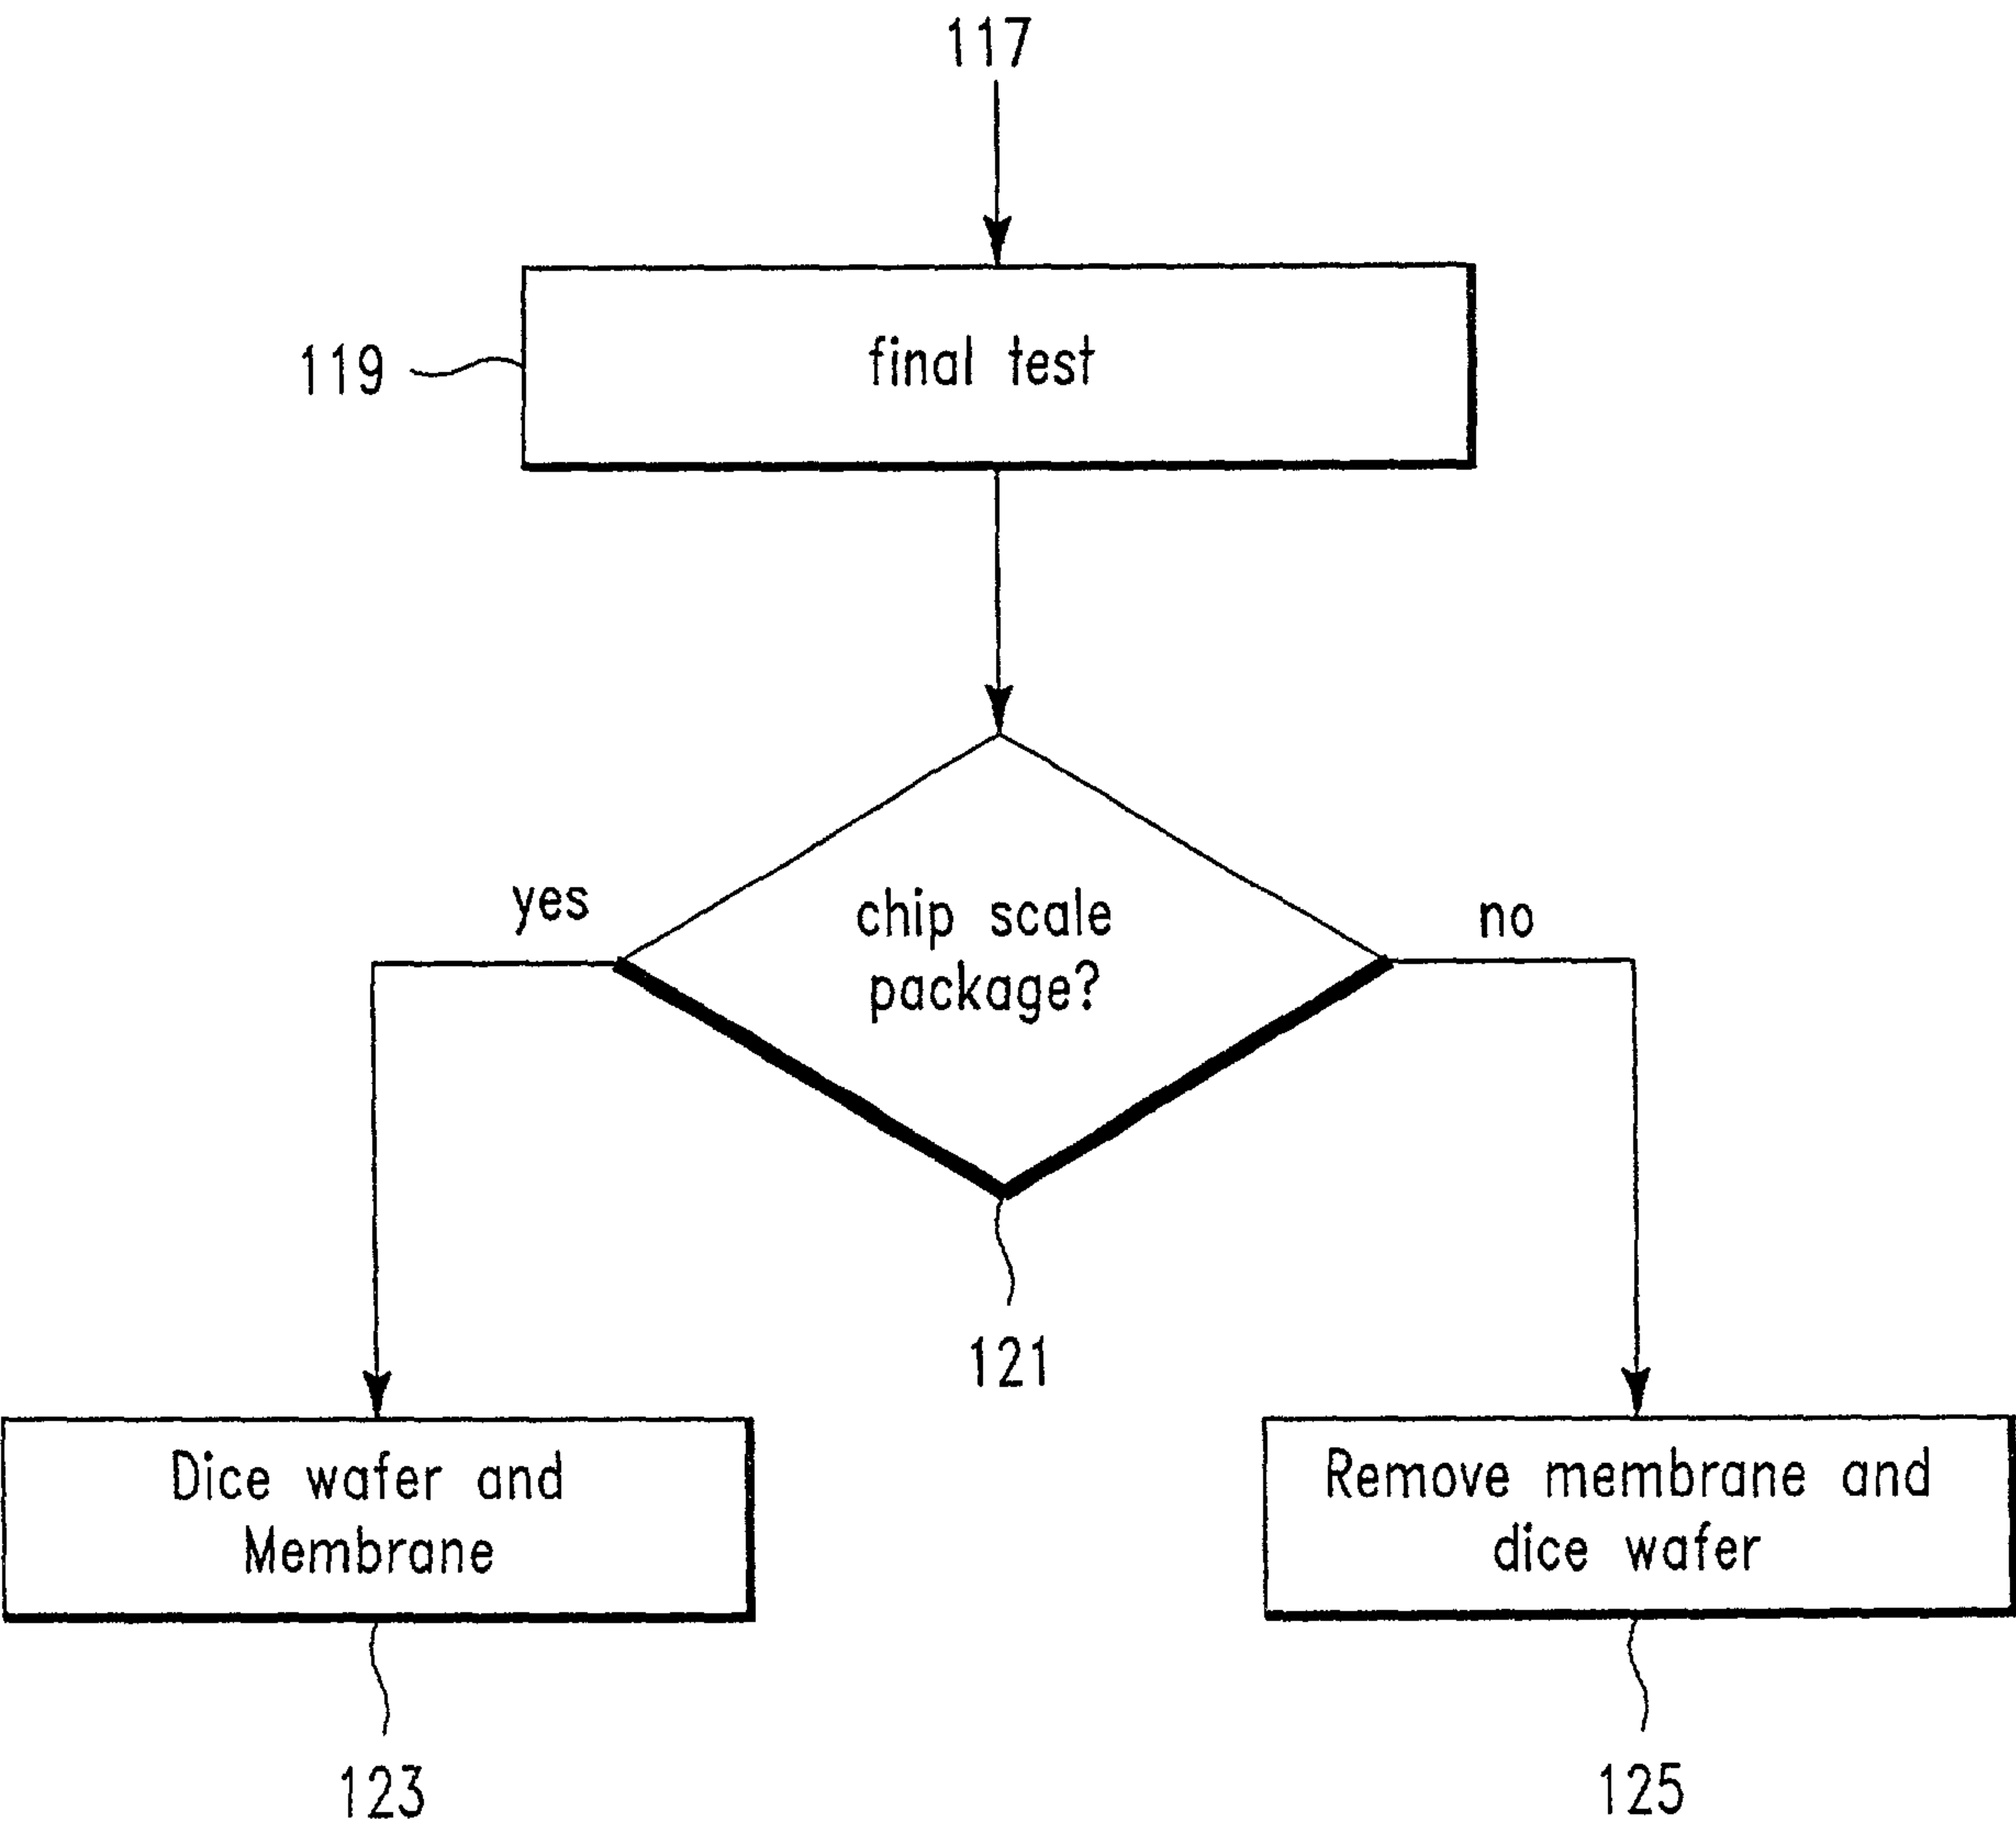 117
119
final test
yes
chip scale
package?
no
121
Dice wafer and
Membrane
Remove membrane and
dice wafer
123
125